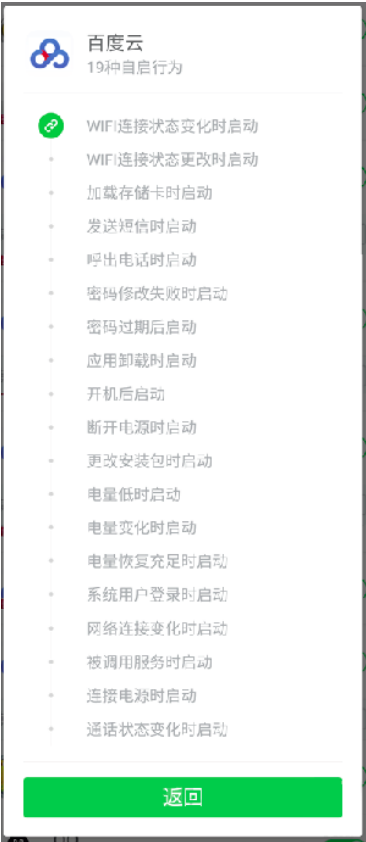 百度云
19种自启行为
WIFI连接状态变化时启动
WIFI连接状态更改时启动
加载存储卡时启动
发送短信时启动
呼出电话时启动
密码修改失败时启动
密码过期后启动
应用卸载时启动
开机后启动
断开电源时启动
更改安装包时启动
电量低时启动
电量变化时启动
电量恢复充足时启动
系统用户登录时启动
网络连接变化时启动
被调用服务时启动
连接电源时启动
通话状态变化时启动
返回